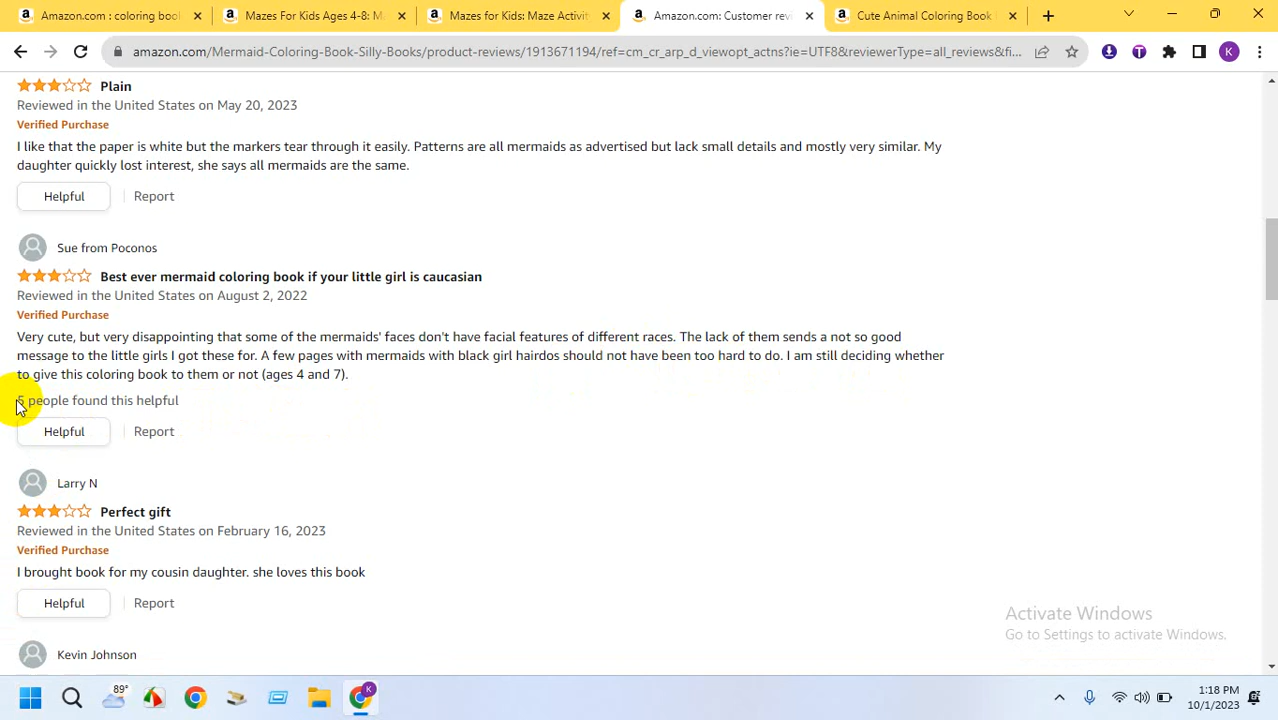 Amazon.com : coloring bool
Mazes For Kids Ages 4-8: M
Mazes for Kids: Maze Activit
Amazon.com: Customer rev
Cute Animal Coloring Book
amazon.com/Mermaid-Coloring-Book-Silly-Books/product-reviews/1913671194/ref=cm_cr_arp_d_viewopt_actns?ie=UTF8&reviewerType=all_reviews&fi...
T
K
Plain
Reviewed in the United States on May 20, 2023
Verified Purchase
I like that the paper is white but the markers tear through it easily. Patterns are all mermaids as advertised but lack small details and mostly very similar. My
daughter quickly lost interest, she says all mermaids are the same.
Helpful
Report
Sue from Poconos
Best ever mermaid coloring book if your little girl is caucasian
Reviewed in the United States on August 2, 2022
Verified Purchase
Very cute, but very disappointing that some of the mermaids' faces don't have facial features of different races. The lack of them sends a not so good
message to the little girls I got these for. A few pages with mermaids with black girl hairdos should not have been too hard to do. I am still deciding whether
to give this coloring book to them or not (ages 4 and 7).
5 people found this helpful
Helpful
Report
Larry N
Perfect gift
Reviewed in the United States on February 16, 2023
Verified Purchase
I brought book for my cousin daughter. she loves this book
Helpful
Report
Kevin Johnson
Activate Windows
Go to Settings to activate Windows.
89°
K
1:18 PM
10/1/2023